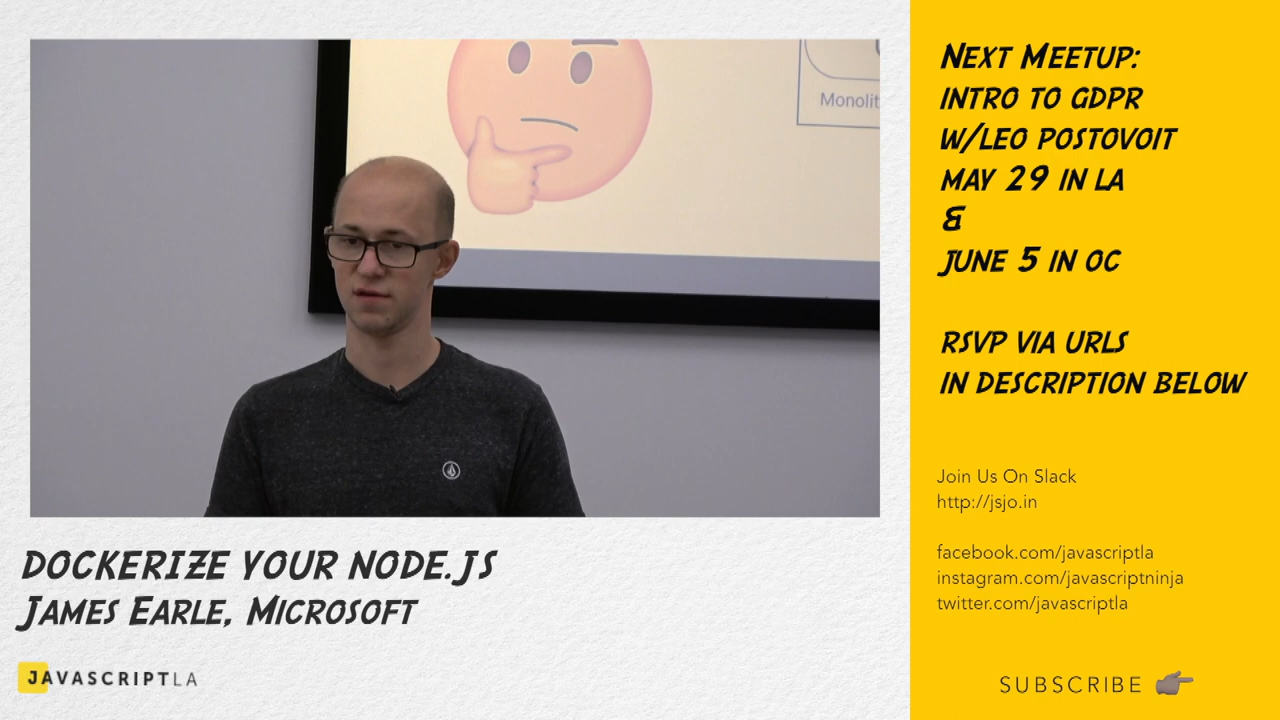 Monolit
DOCKERIZE YOUR NODE.JS
JAMES EARLE, MICROSOFT
JAVASCRIPTLA
NEXT MEETUP:
INTRO TO GDPR
W/LEO POSTOVOIT
MAY 29 IN LA
&
JUNE 5 IN OC
RSVP VIA URLS
IN DESCRIPTION BELOW
Join Us On Slack
http://jsjo.in
facebook.com/javascriptla
instagram.com/javascriptninja
twitter.com/javascriptla
SUBSCRIBE